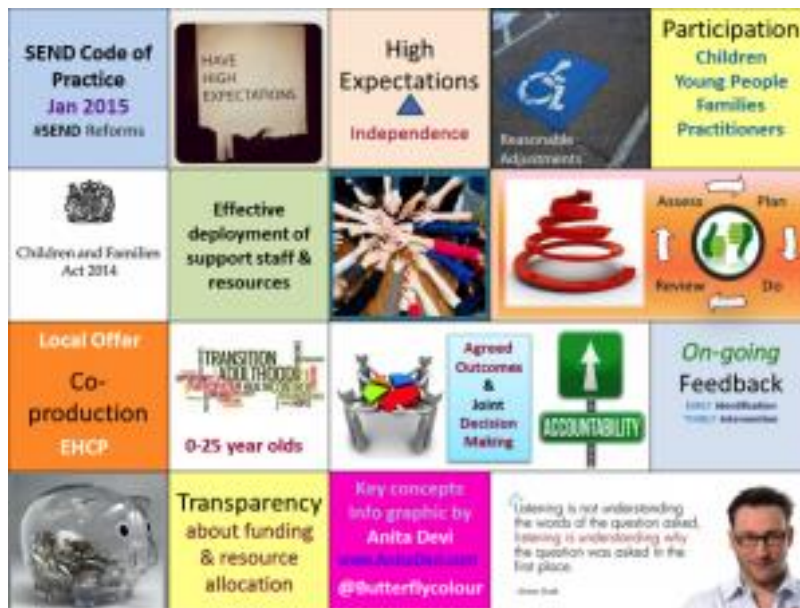 SEND Code of
Practice
Jan 2015
#SEND Reforms
HAVE
HIGH
EXPECTATIONS
High
Expectations
Independence
Reasonable
Adjustments
Participation
Children
Young People
Families
Practitioners
Children and Families
Act 2014
Effective
deployment of
support staff &
resources
Assess
Plan
Review
Do
Local Offer
Co-
production
EHCP
TRANSITION
ADULTHOOD
0-25 year olds
Agreed
Outcomes
&
Joint
Decision
Making
ACCOUNTABILITY
On-going
Feedback
Identification
Intervention
Transparency
about funding
& resource
allocation
Key concepts
info graphic by
Anita Devi
www.AnitaDevi.com
@Butterflycolour
Listening is not understanding
the words of the question asked,
listening is understanding why
the question was asked in the
first place.